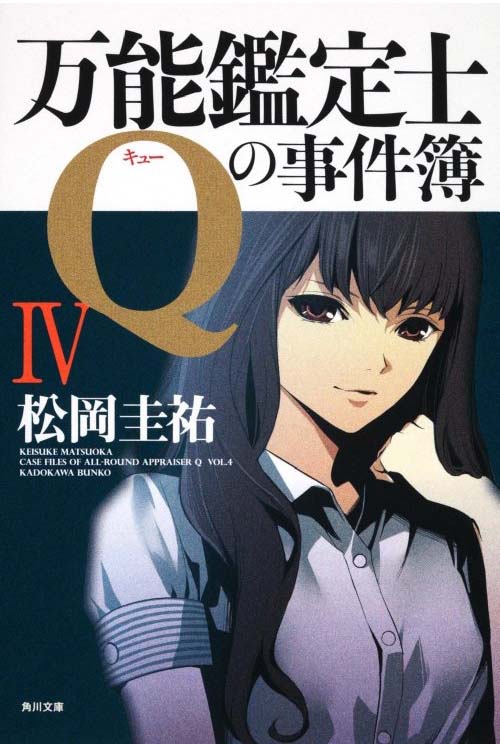 万能鑑定士
Q
キュー
の事件簿
IV
松岡圭祐
KEISUKE MATSUOKA
CASE FILES OF ALL-ROUND APPRAISER Q VOL.4
KADOKAWA BUNKO
角川文庫